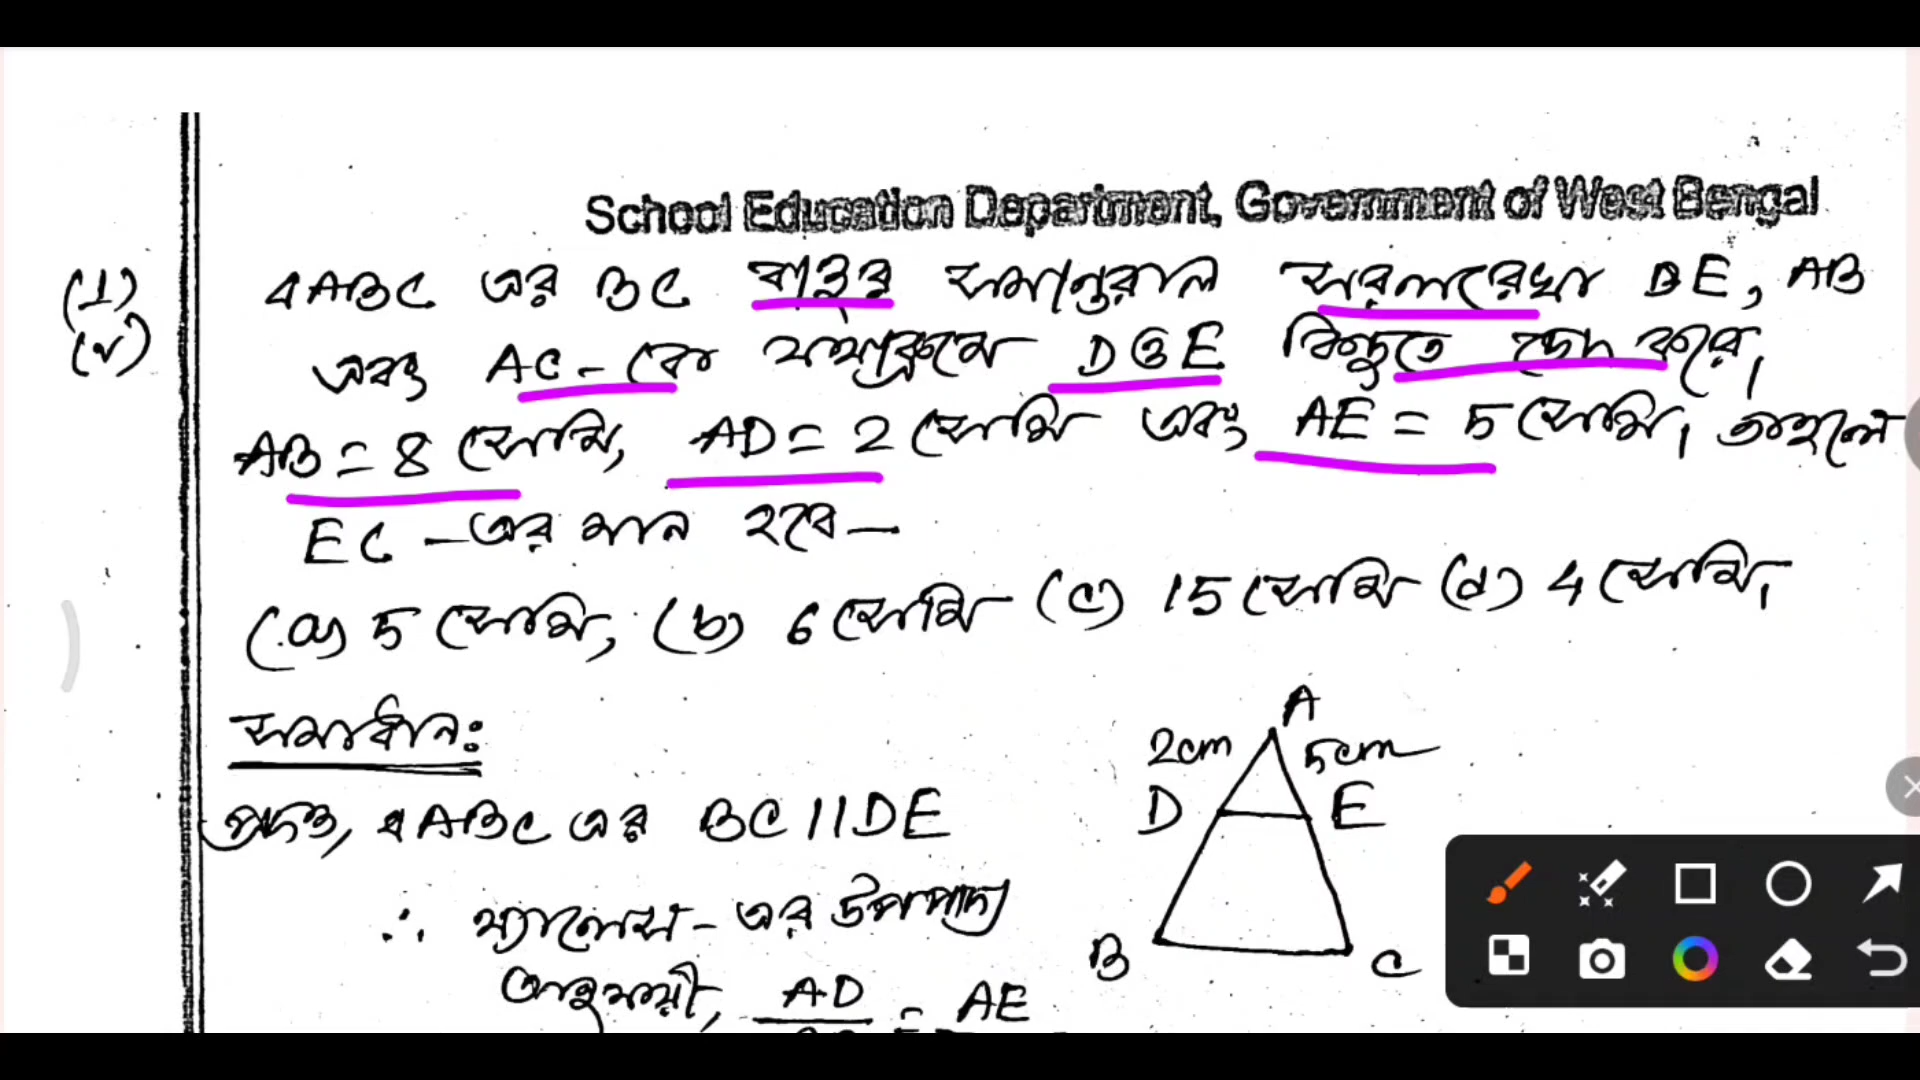 School Education Department, Government of West Bengal
(1) ΔABC এর BC বাহুর সমান্তরাল সরলরেখা DE, AB
(v) এবং AC-কে যথাক্রমে D ও E বিন্দুতে ছেদ করে।
AB = 8 সেমি, AD = 2 সেমি এবং AE = 5 সেমি। তাহলে
EC-এর মান হবে—
(a) 5 সেমি, (b) 6 সেমি (c) 15 সেমি (d) 4 সেমি।
সমাধান:
A
2cm 5cm
D E
প্রদত্ত, ΔABC এর BC || DE
∴ থ্যালেস-এর উপপাদ্য
B C
অনুযায়ী, AD = AE